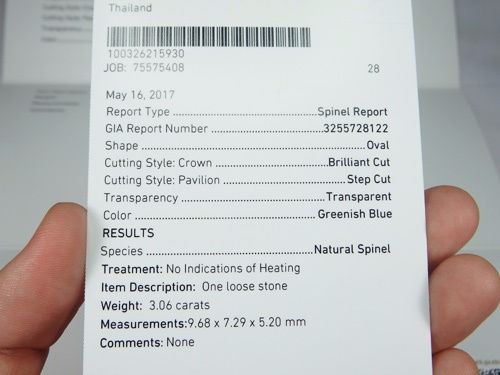 Thailand
100326215930
JOB: 75575408 28
May 16, 2017
Report Type ........................................Spinel Report
GIA Report Number ..............................3255728122
Shape ......................................................Oval
Cutting Style: Crown ..............................Brilliant Cut
Cutting Style: Pavilion ................................Step Cut
Transparency ......................................Transparent
Color ................................................ Greenish Blue
RESULTS
Species ............................................Natural Spinel
Treatment: No Indications of Heating
Item Description: One loose stone
Weight: 3.06 carats
Measurements:9.68 x 7.29 x 5.20 mm
Comments: None